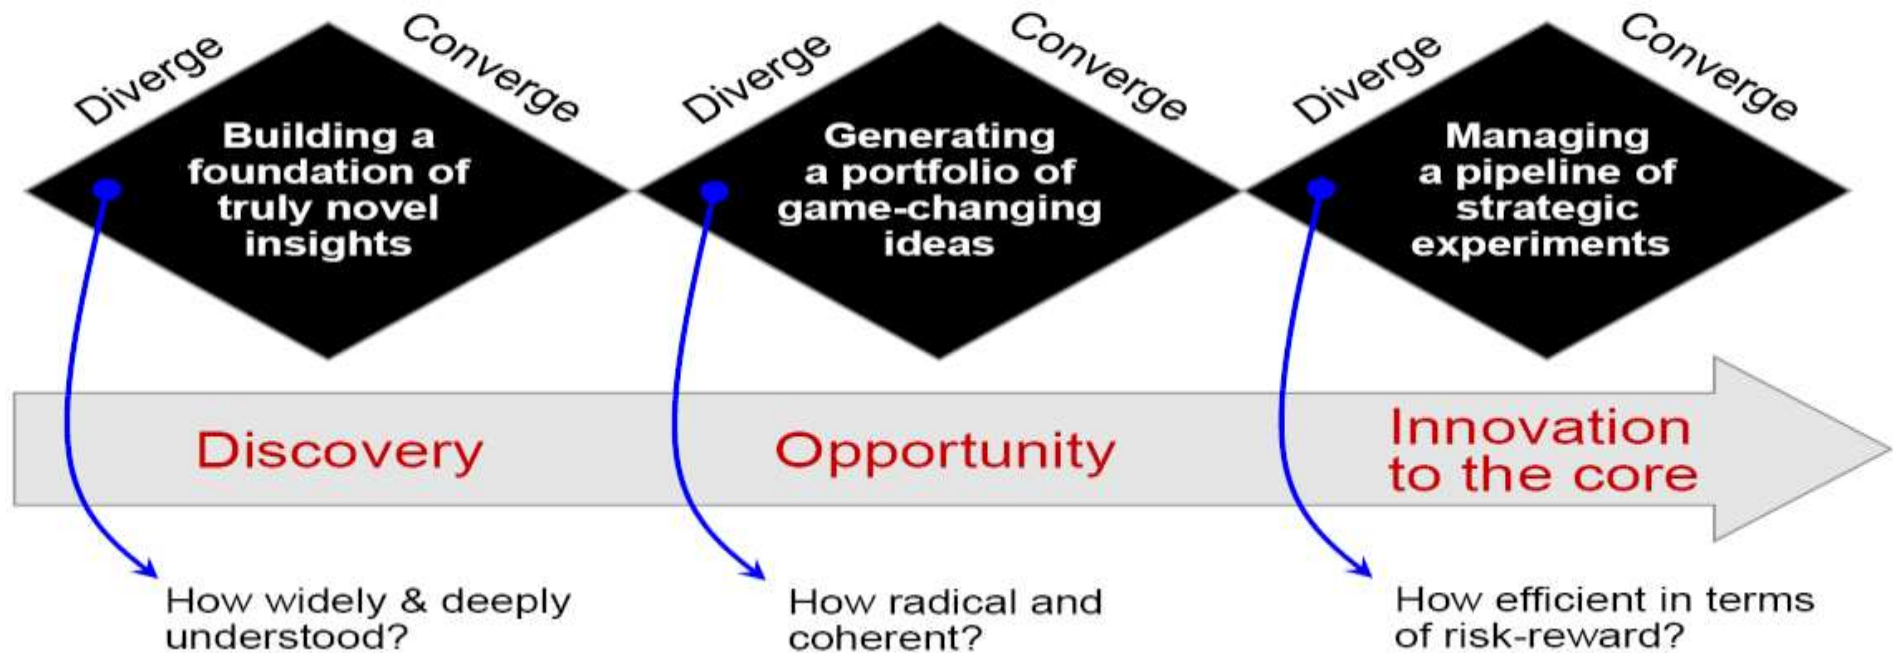 Diverge
Converge
Building a
foundation of
truly novel
insights
Diverge
Converge
Generating
a portfolio of
game-changing
ideas
Diverge
Converge
Managing
a pipeline of
strategic
experiments
Discovery
Opportunity
Innovation
to the core
How widely & deeply
understood?
How radical and
coherent?
How efficient in terms
of risk-reward?